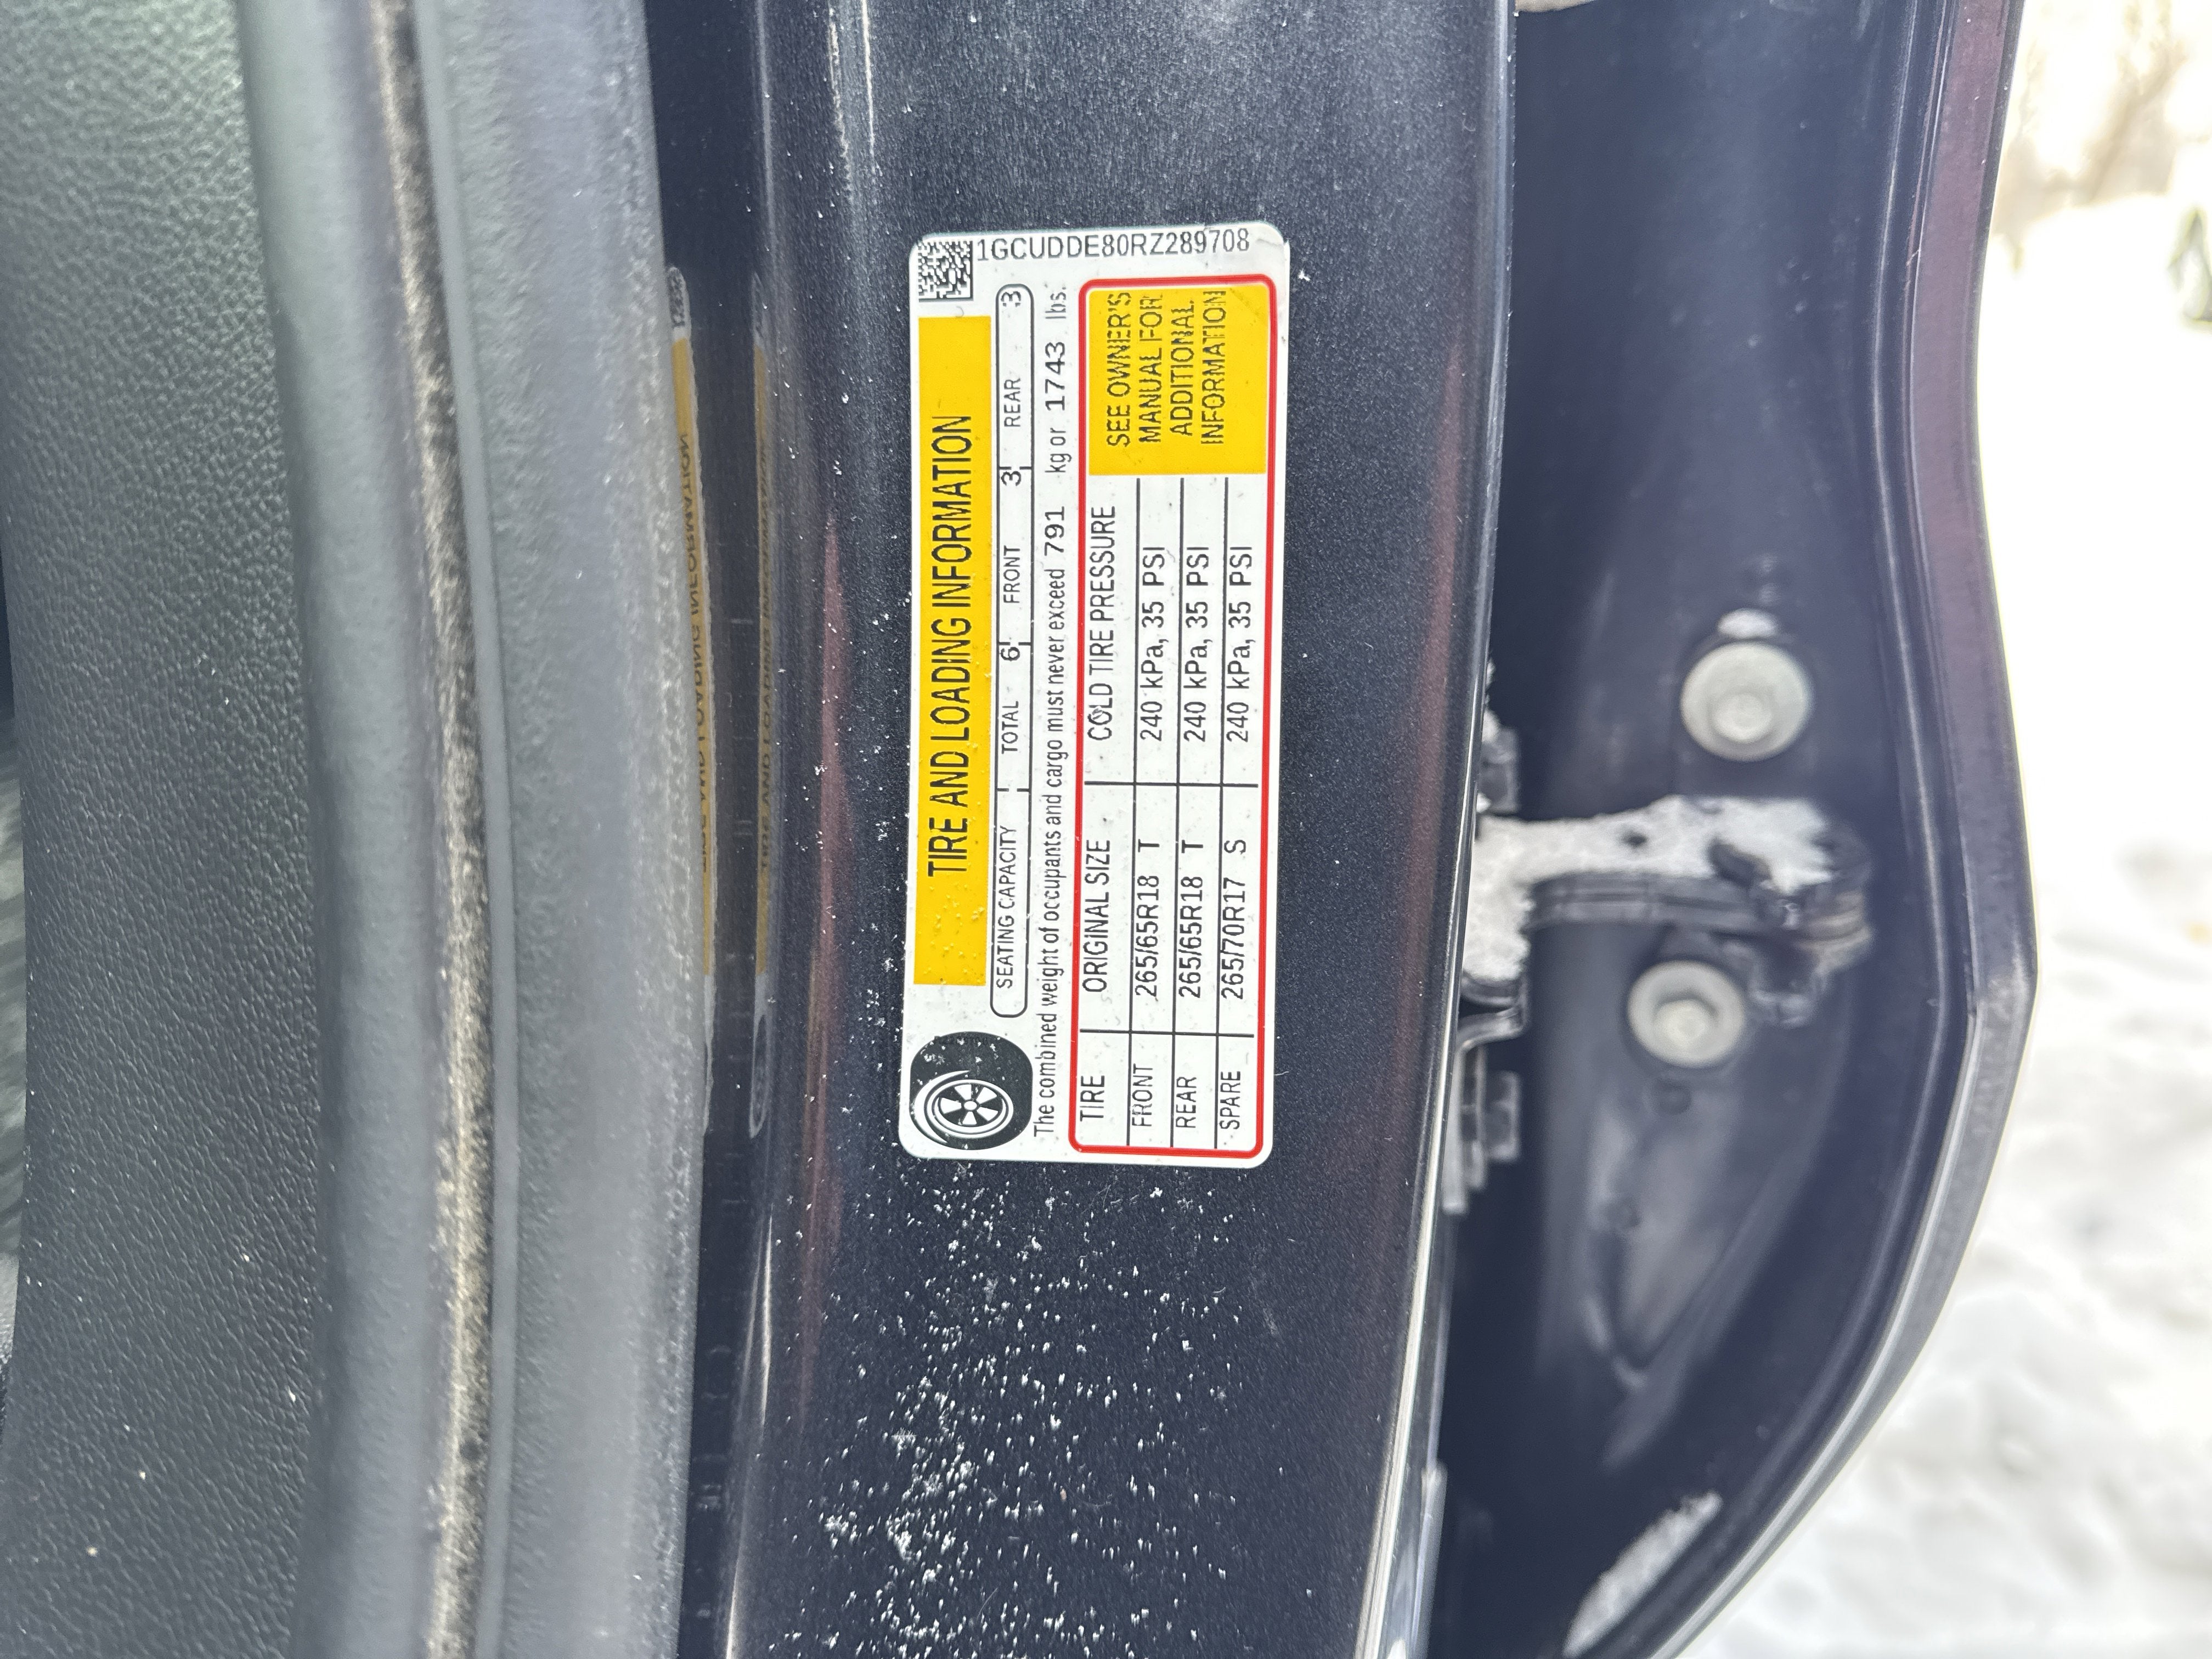 1GCUDDE80RZ289708
TIRE AND LOADING INFORMATION
SEATING CAPACITY TOTAL 6 FRONT 3 REAR 3
The combined weight of occupants and cargo must never exceed 791 kg or 1743 lbs.
TIRE ORIGINAL SIZE COLD TIRE PRESSURE
FRONT 265/65R18 T 240 kPa, 35 PSI
REAR 265/65R18 T 240 kPa, 35 PSI
SPARE 265/70R17 S 240 kPa, 35 PSI
SEE OWNER'S
MANUAL FOR
ADDITIONAL
INFORMATION